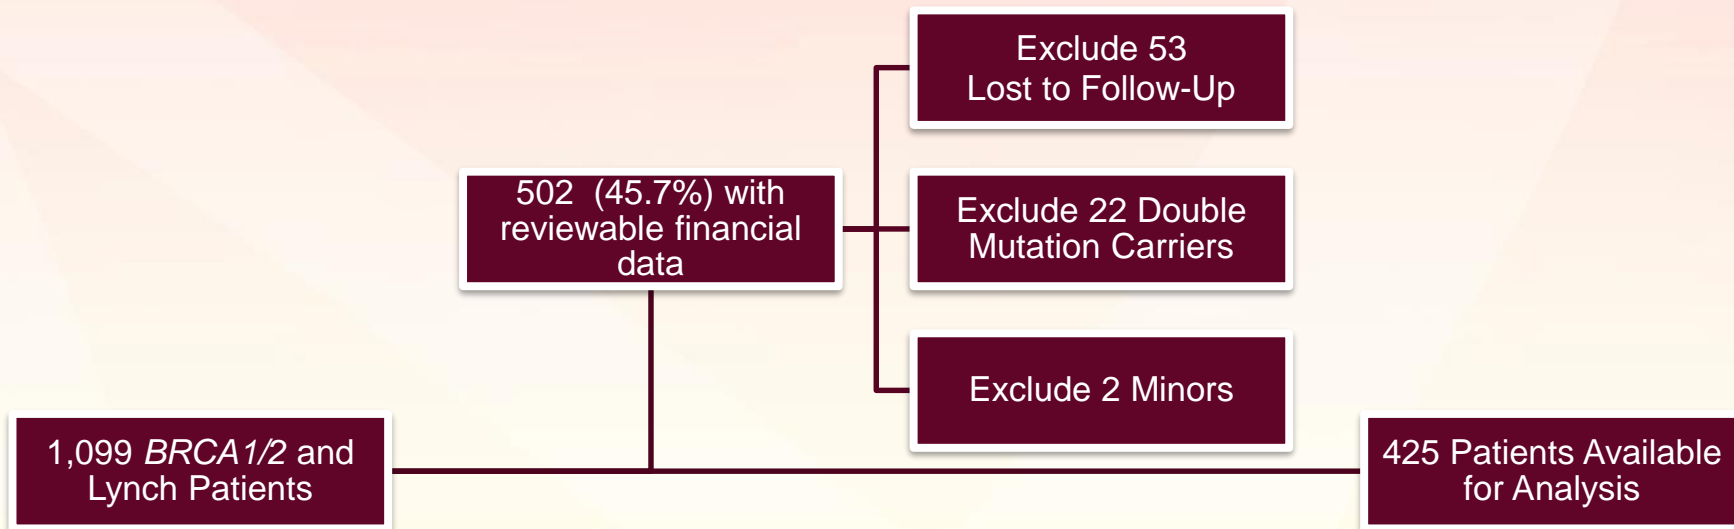 Exclude 53
Lost to Follow-Up
502 (45.7%) with
reviewable financial
data
Exclude 22 Double
Mutation Carriers
Exclude 2 Minors
1,099 BRCA1/2 and
Lynch Patients
425 Patients Available
for Analysis